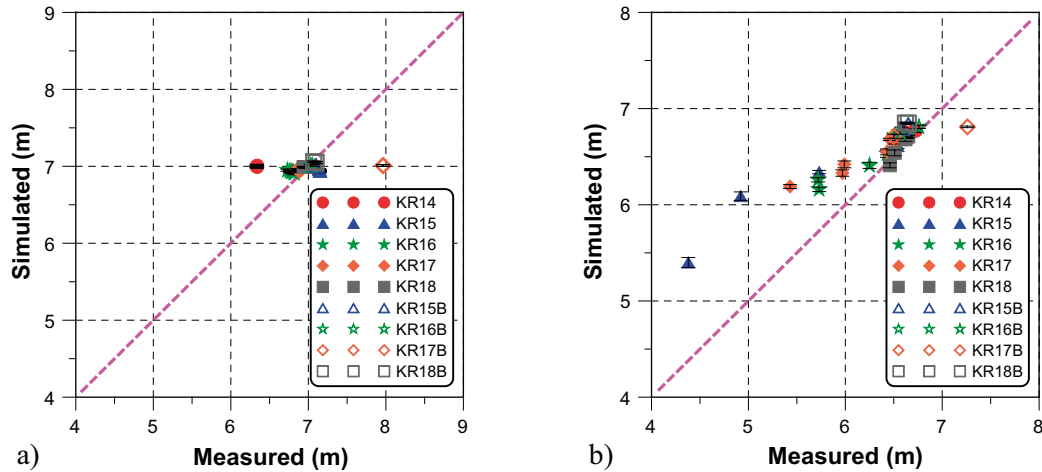 9
8
7
6
5
4
4
5
6
7
8
9
Simulated (m)
Measured (m)
KR14
KR15
KR16
KR17
KR18
KR15B
KR16B
KR17B
KR18B
a)
8
7
6
5
4
4
5
6
7
8
Simulated (m)
Measured (m)
KR14
KR15
KR16
KR17
KR18
KR15B
KR16B
KR17B
KR18B
b)